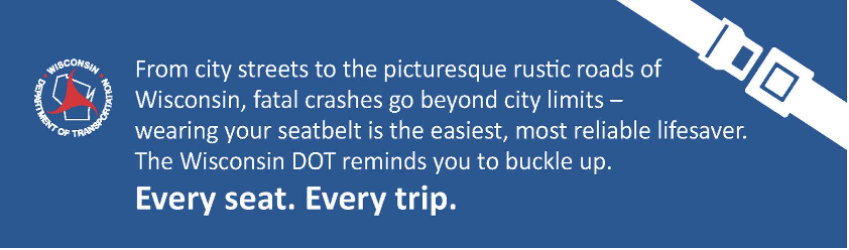 WISCONSIN
DEPARTMENT OF TRANSPORTATION
From city streets to the picturesque rustic roads of
Wisconsin, fatal crashes go beyond city limits –
wearing your seatbelt is the easiest, most reliable lifesaver.
The Wisconsin DOT reminds you to buckle up.
Every seat. Every trip.